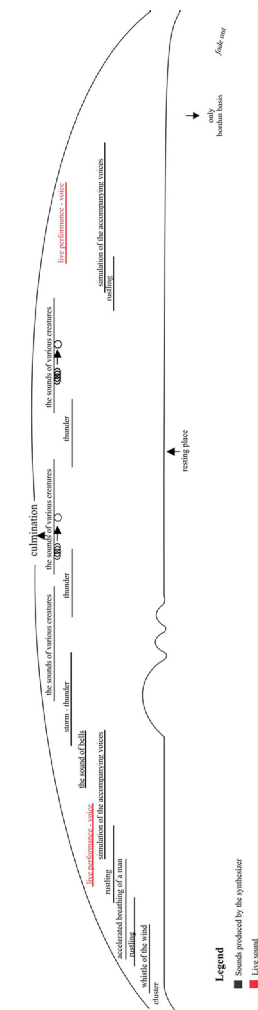 culmination
the sounds of various creatures
the sounds of various creatures
the sounds of various creatures
live performance - voice
storm - thunder
thunder
thunder
the sound of bells
live performance - voice
simulation of the accompanying voices
simulation of the accompanying voices
rustling
rustling
accelerated breathing of a man
rustling
whistle of the wind
cluster
resting place
only
bordun basis
fade out
Legend
Sounds produced by the synthesizer
Live sound